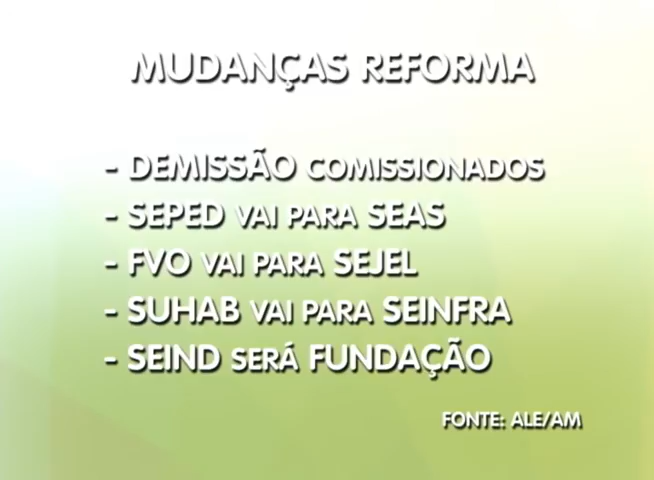 MUDANÇAS REFORMA
- DEMISSÃO COMISSIONADOS
- SEPED VAI PARA SEAS
- FVO VAI PARA SEJEL
- SUHAB VAI PARA SEINFRA
- SEIND SERÁ FUNDAÇÃO
FONTE: ALE/AM